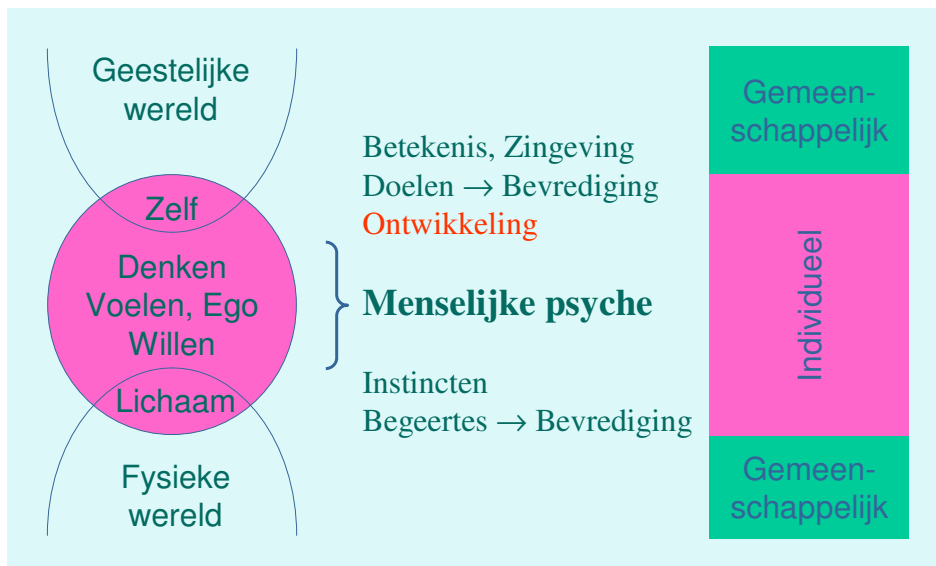 Geestelijke
wereld
Zelf
Denken
Voelen, Ego
Willen
Lichaam
Fysieke
wereld
Betekenis, Zingeving
Doelen → Bevrediging
Ontwikkeling
Menselijke psyche
Instincten
Begeertes → Bevrediging
Gemeen-
schappelijk
Individueel
Gemeen-
schappelijk